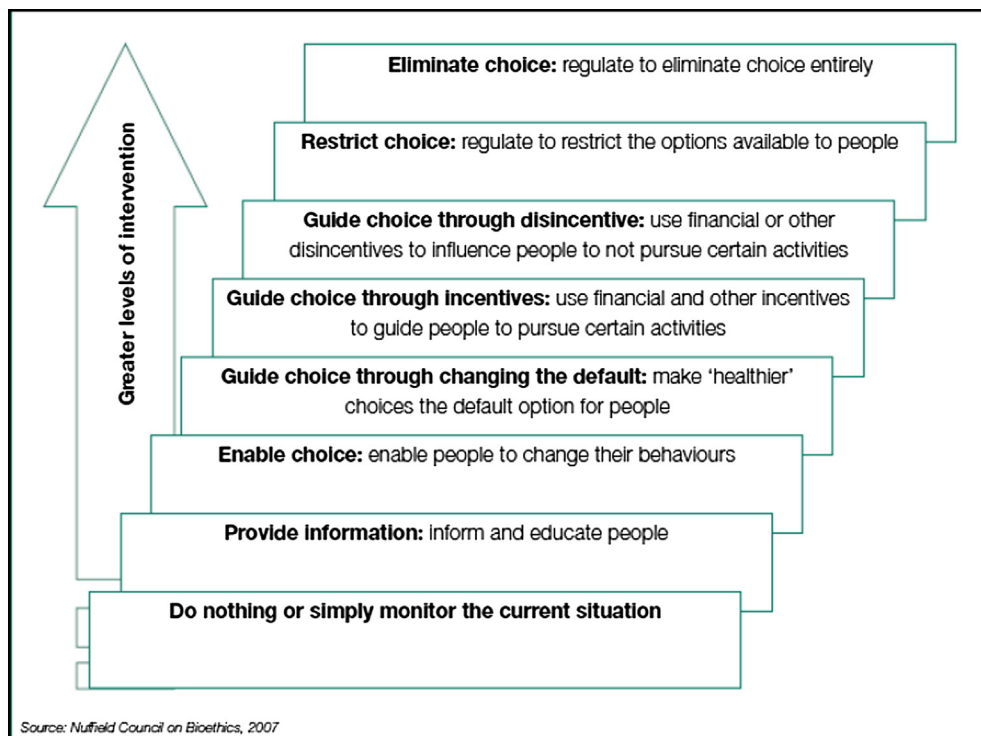 Eliminate choice: regulate to eliminate choice entirely
Restrict choice: regulate to restrict the options available to people
Guide choice through disincentive: use financial or other
disincentives to influence people to not pursue certain activities
Guide choice through incentives: use financial and other incentives
to guide people to pursue certain activities
Guide choice through changing the default: make ‘healthier’
choices the default option for people
Enable choice: enable people to change their behaviours
Provide information: inform and educate people
Do nothing or simply monitor the current situation
Greater levels of intervention
Source: Nuffield Council on Bioethics, 2007